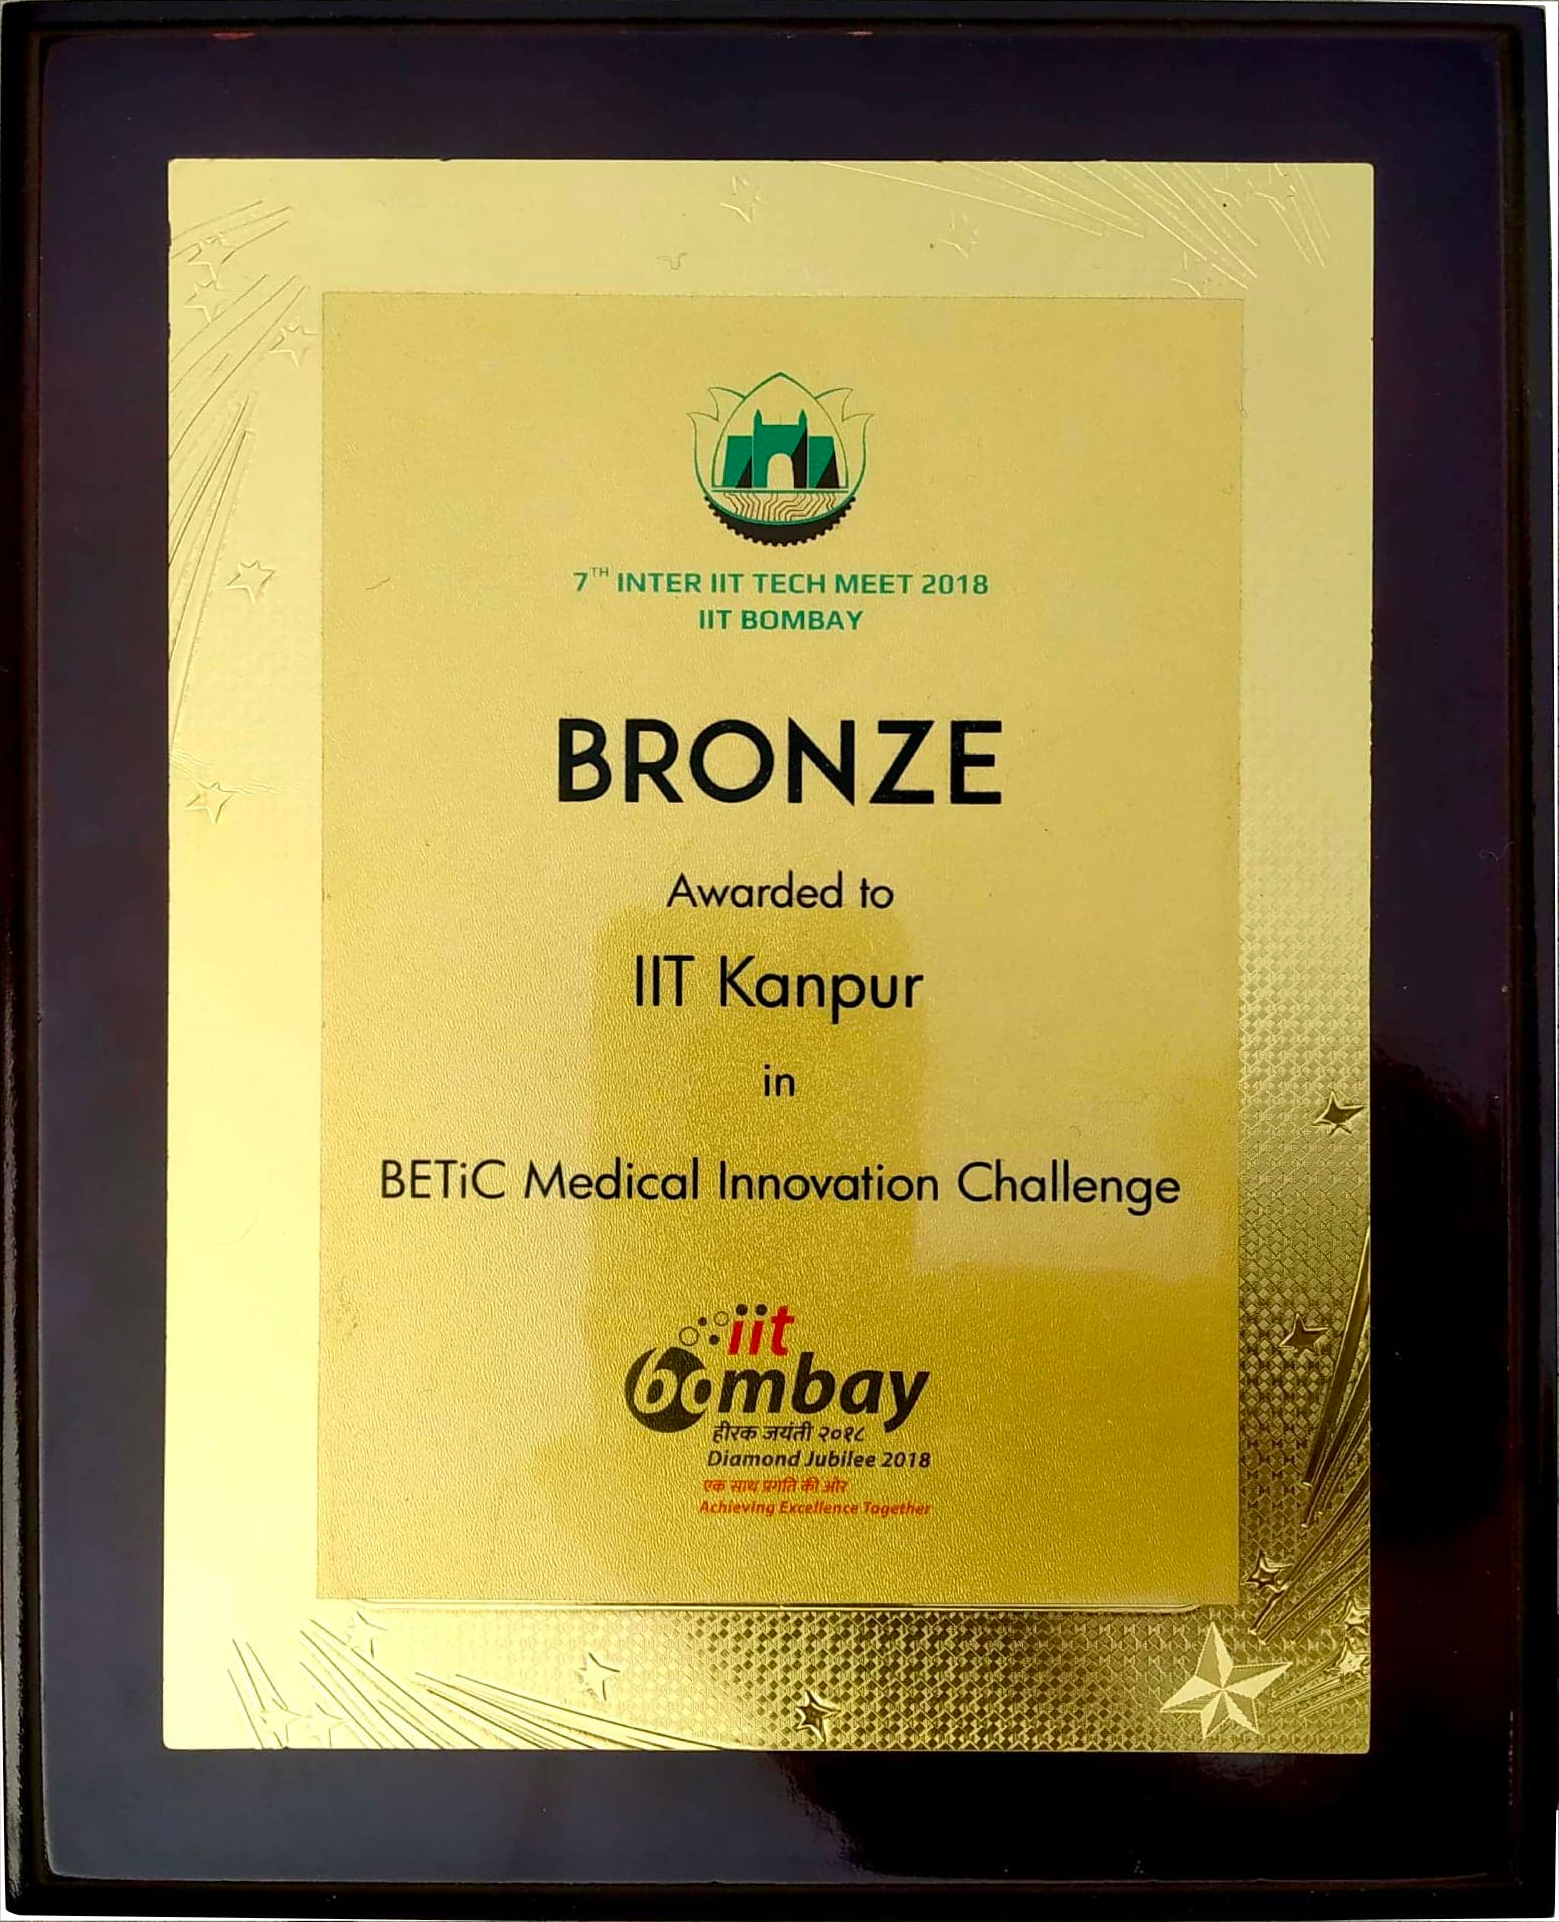 7TH INTER IIT TECH MEET 2018
IIT BOMBAY
BRONZE
Awarded to
IIT Kanpur
in
BETiC Medical Innovation Challenge
iit
bombay
हीरक जयंती २०१८
Diamond Jubilee 2018
एक साथ प्रगति की ओर
Achieving Excellence Together